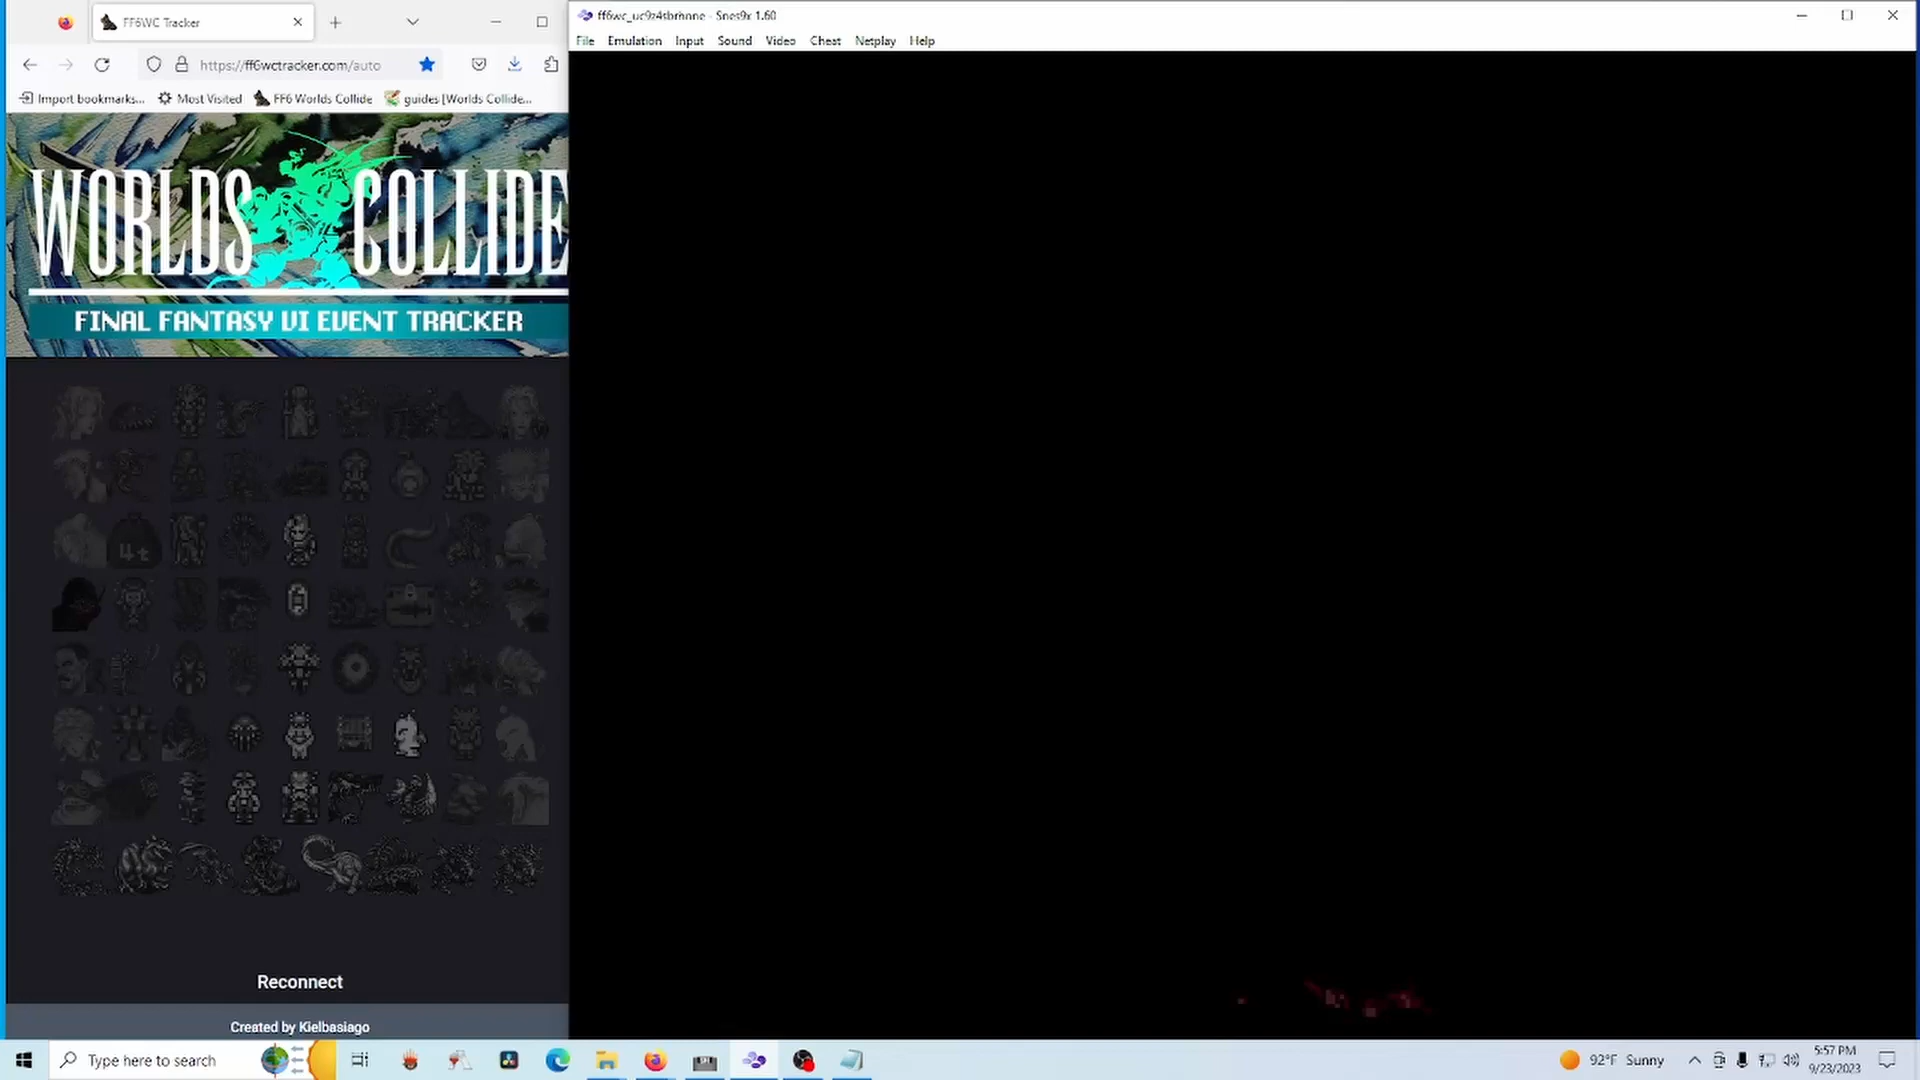 FF6WC Tracker
https://ff6wctracker.com/auto
Import bookmarks... Most Visited FF6 Worlds Collide guides [Worlds Collide...
WORLDS COLLIDE
FINAL FANTASY VI EVENT TRACKER
4t
Reconnect
Created by Kielbasiago
- Snes9x 1.60
File Emulation Input Sound Video Cheat Netplay Help
Type here to search
92°F Sunny
5:57 PM
9/23/2023